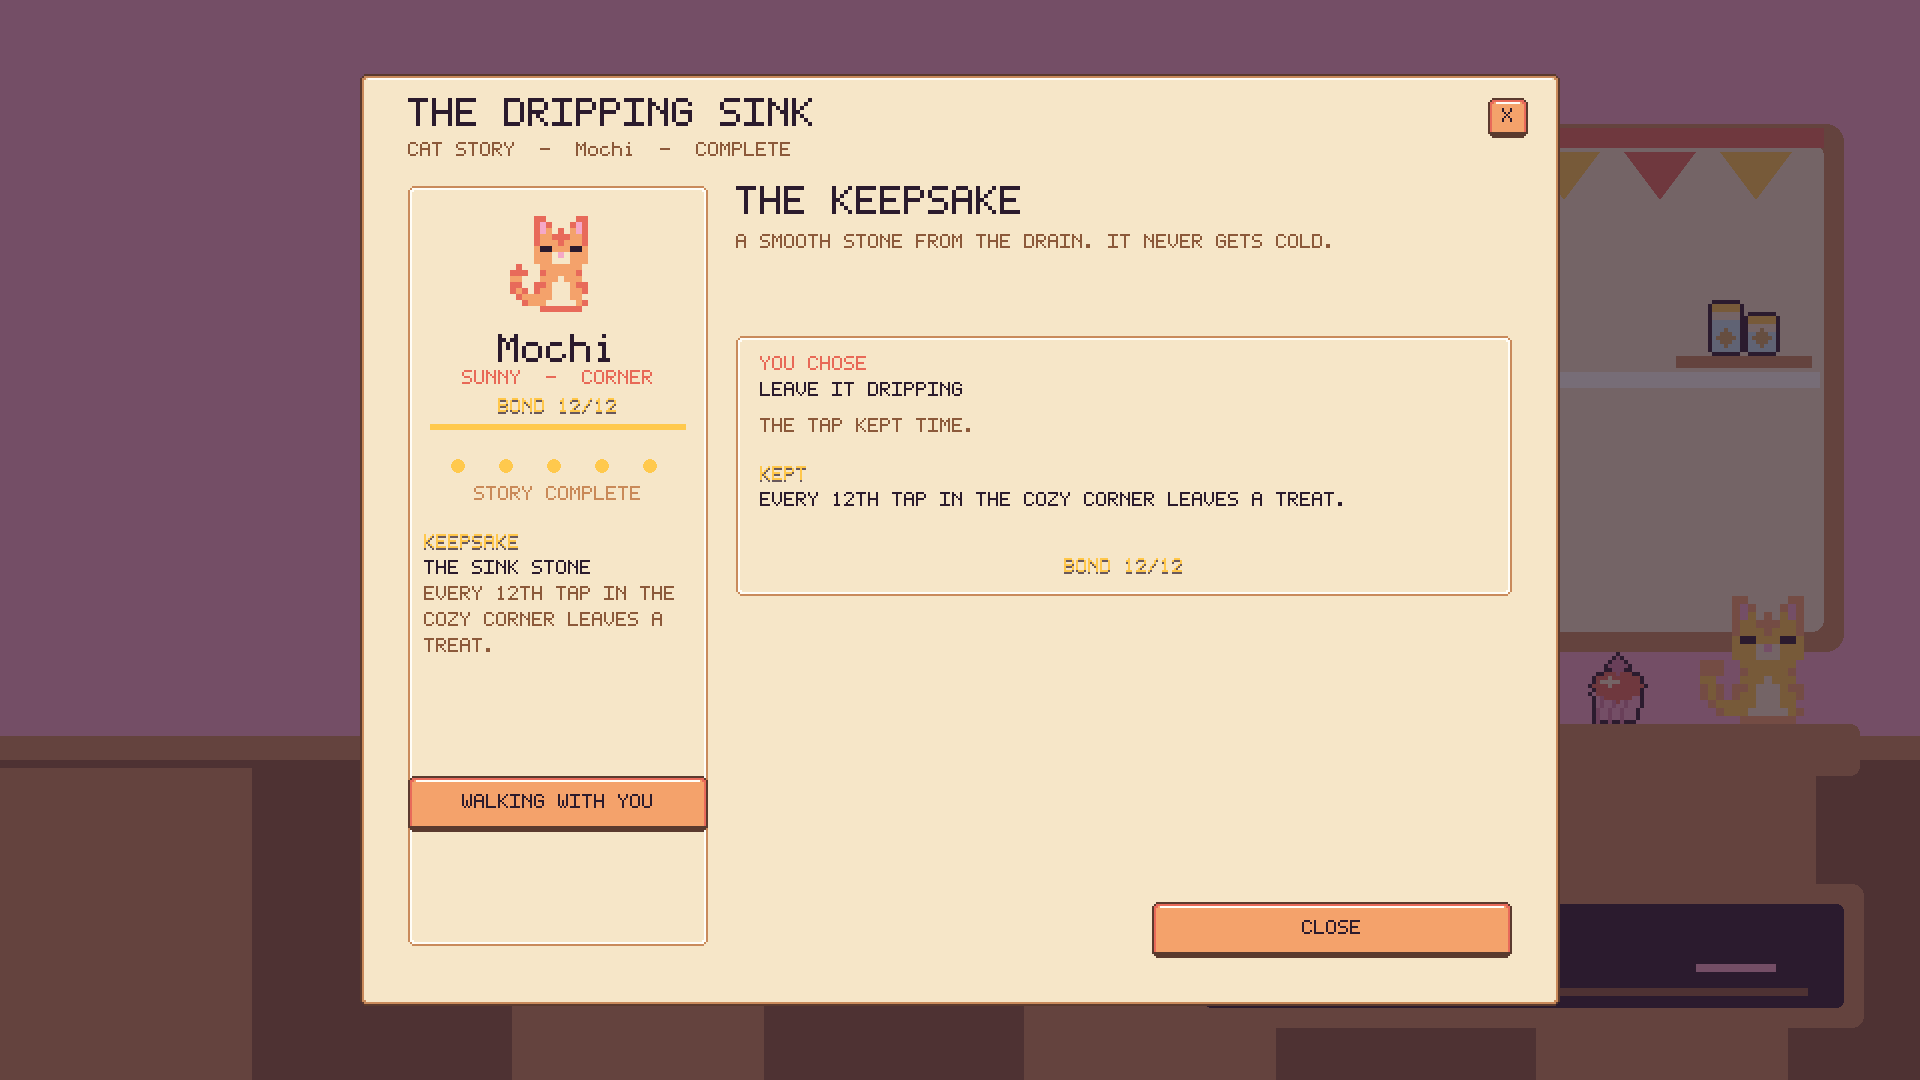 THE DRIPPING SINK
CAT STORY - Mochi - COMPLETE
X
Mochi
SUNNY - CORNER
BOND 12/12
STORY COMPLETE
KEEPSAKE
THE SINK STONE
EVERY 12TH TAP IN THE
COZY CORNER LEAVES A
TREAT.
WALKING WITH YOU
THE KEEPSAKE
A SMOOTH STONE FROM THE DRAIN. IT NEVER GETS COLD.
YOU CHOSE
LEAVE IT DRIPPING
THE TAP KEPT TIME.
KEPT
EVERY 12TH TAP IN THE COZY CORNER LEAVES A TREAT.
BOND 12/12
CLOSE